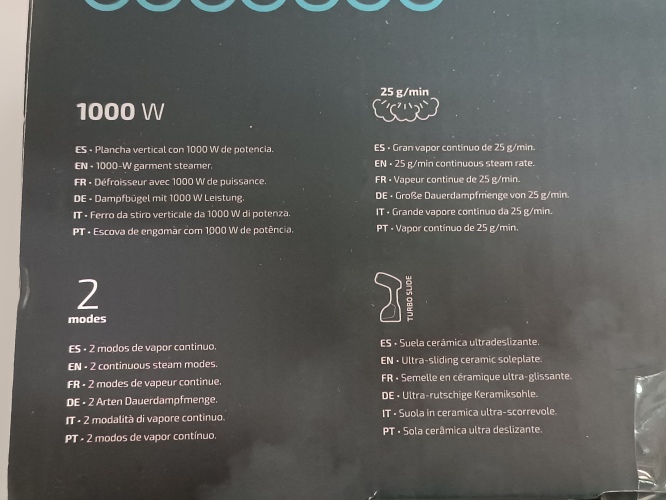 1000 W
ES • Plancha vertical con 1000 W de potencia.
EN • 1000-W garment steamer.
FR • Défroisseur avec 1000 W de puissance.
DE • Dampfbügel mit 1000 W Leistung.
IT • Ferro da stiro verticale da 1000 W di potenza.
PT • Escova de engomar com 1000 W de potência.
25 g/min
ES • Gran vapor continuo de 25 g/min.
EN • 25 g/min continuous steam rate.
FR • Vapeur continue de 25 g/min.
DE • Große Dauerdampfmenge von 25 g/min.
IT • Grande vapore continuo da 25 g/min.
PT • Vapor contínuo de 25 g/min.
2
modes
ES • 2 modos de vapor continuo.
EN • 2 continuous steam modes.
FR • 2 modes de vapeur continue.
DE • 2 Arten Dauerdampfmenge.
IT • 2 modalità di vapore continuo.
PT • 2 modos de vapor contínuo.
TURBO SLIDE
ES • Suela cerámica ultradeslizante.
EN • Ultra-sliding ceramic soleplate.
FR • Semelle en céramique ultra-glissante.
DE • Ultra-rutschige Keramiksohle.
IT • Suola in ceramica ultra-scorrevole.
PT • Sola cerâmica ultra deslizante.